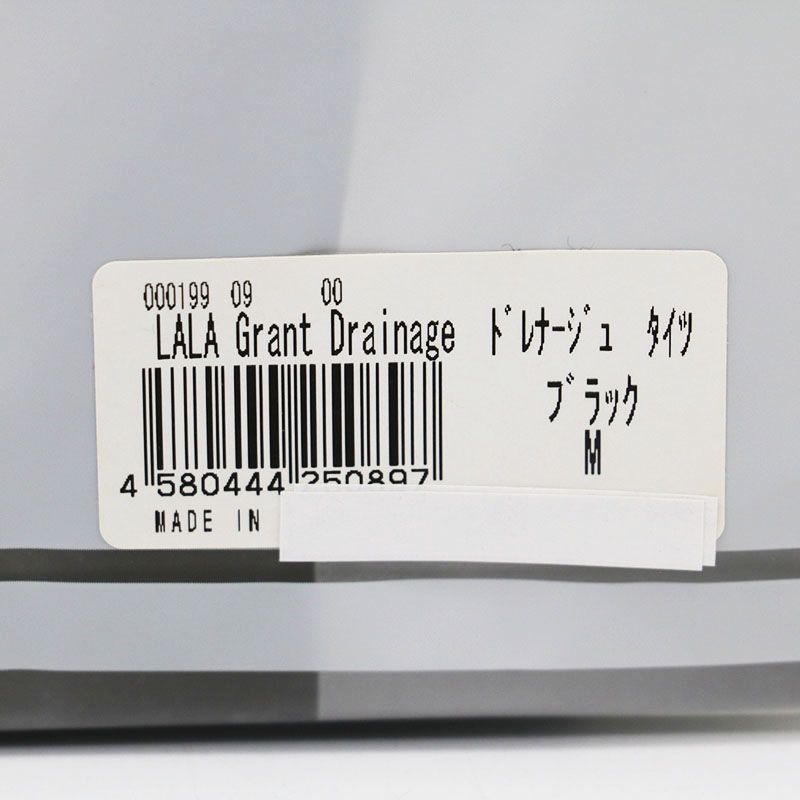 000199 09 00
LALA Grant Drainage ﾄﾞﾚﾅｰｼﾞｭ ﾀｲﾂ
ﾌﾞﾗｯｸ
M
4 580444 250897
MADE IN